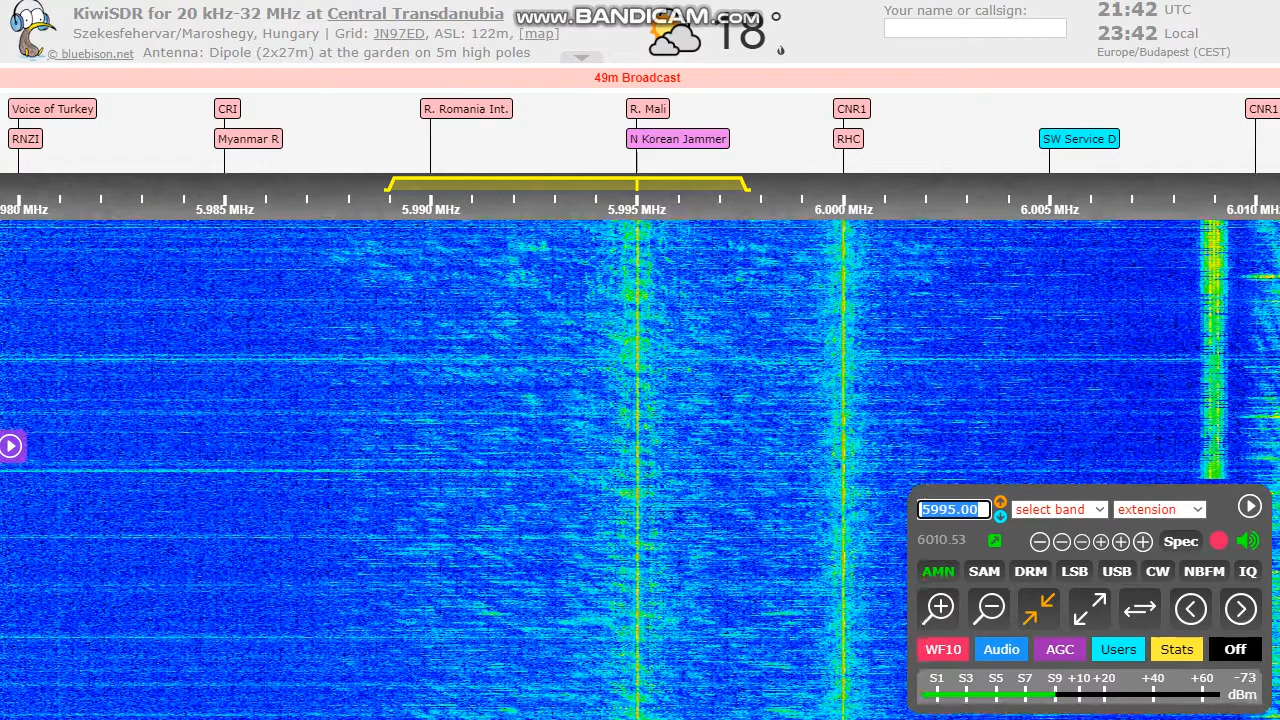 KiwiSDR for 20 kHz-32 MHz at Central Transdanubia
Szekesfehervar/Maroshegy, Hungary | Grid: JN97ED, ASL: 122m, [map]
© bluebison.net Antenna: Dipole (2x27m) at the garden on 5m high poles
www.BANDICAM.com
18°
Your name or callsign:
21:42 UTC
23:42 Local
Europe/Budapest (CEST)
49m Broadcast
Voice of Turkey CRI R. Romania Int. R. Mali CNR1 CNR1
RNZI Myanmar R N Korean Jammer RHC SW Service D
980 MHz 5.985 MHz 5.990 MHz 5.995 MHz 6.000 MHz 6.005 MHz 6.010 MH
5995.00 select band extension
6010.53 Spec
AMN SAM DRM LSB USB CW NBFM IQ
WF10 Audio AGC Users Stats Off
S1 S3 S5 S7 S9 +10 +20 +40 +60 -73
dBm